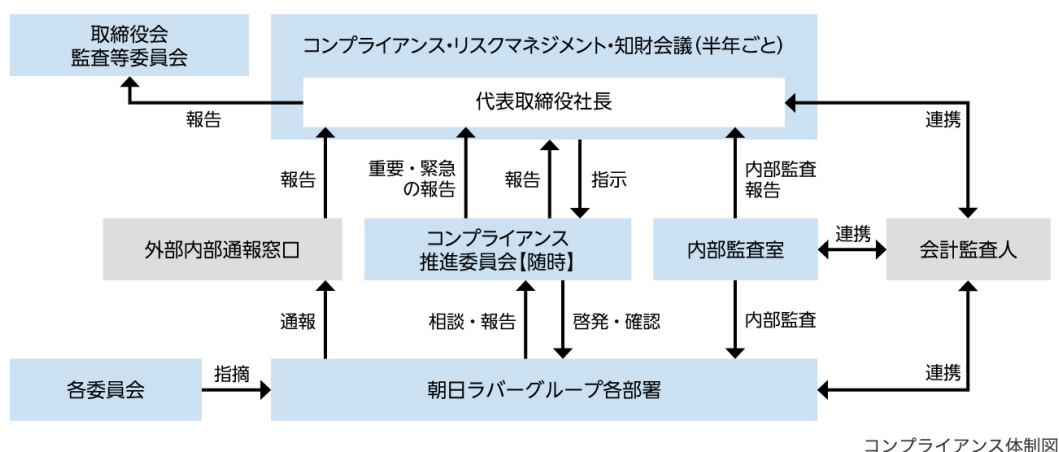 取締役会
監査等委員会
コンプライアンス・リスクマネジメント・知財会議(半年ごと)
代表取締役社長
報告
連携
報告
重要・緊急
の報告
報告
指示
内部監査
報告
外部内部通報窓口
コンプライアンス
推進委員会【随時】
内部監査室
連携
会計監査人
通報
相談・報告
啓発・確認
内部監査
各委員会
指摘
朝日ラバーグループ各部署
連携
コンプライアンス体制図